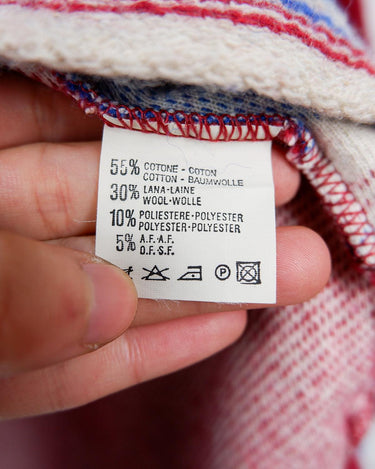 55% COTONE - COTON
COTTON - BAUMWOLLE
30% LANA-LAINE
WOOL-WOLLE
10% POLIESTERE-POLYESTER
POLYESTER-POLYESTER
5% A.F.-A.F.
O.F.-S.F.
P